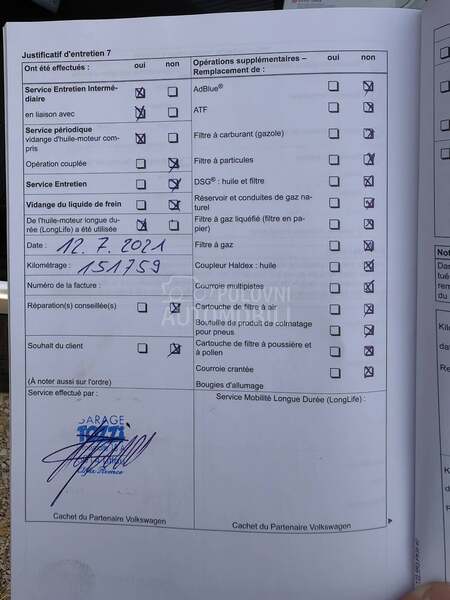 Justificatif d'entretien 7
Ont été effectués : oui non
Service Entretien Intermé-
diaire
en liaison avec
Service périodique
vidange d'huile-moteur com-
pris
Opération couplée
Service Entretien
Vidange du liquide de frein
De l'huile-moteur longue du-
rée (LongLife) a été utilisée
Date : 12.7.2021
Kilométrage : 151759
Numéro de la facture :
Réparation(s) conseillée(s)
Souhait du client
(À noter aussi sur l'ordre)
Service effectué par :
GARAGE
Cachet du Partenaire Volkswagen
Opérations supplémentaires –
Remplacement de : oui non
AdBlue®
ATF
Filtre à carburant (gazole)
Filtre à particules
DSG® : huile et filtre
Réservoir et conduites de gaz na-
turel
Filtre à gaz liquéfié (filtre en pa-
pier)
Filtre à gaz
Coupleur Haldex : huile
Courroie multipistes
Cartouche de filtre à air
Bouteille de produit de colmatage
pour pneus
Cartouche de filtre à poussière et
à pollen
Courroie crantée
Bougies d'allumage
Service Mobilité Longue Durée (LongLife) :
Cachet du Partenaire Volkswagen
POLOVNI
AUTOMOBILI